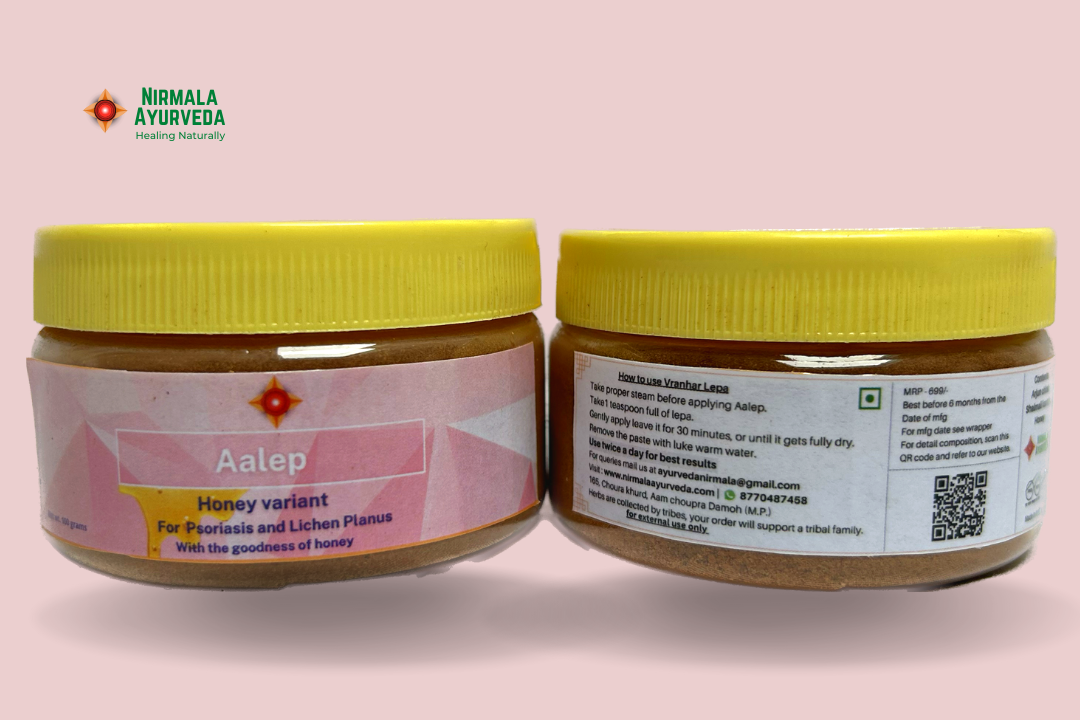 NIRMALA
AYURVEDA
Healing Naturally
Aalep
Honey variant
For Psoriasis and Lichen Planus
With the goodness of honey
grams
How to use Vranhar Lepa
Take proper steam before applying Aalep.
Take1 teaspoon full of lepa.
Gently apply leave it for 30 minutes, or until it gets fully dry.
Remove the paste with luke warm water.
Use twice a day for best results
For queries mail us at ayurvedanirmala@gmail.com
Visit : www.nirmalaayurveda.com | 8770487458
165, Choura khurd, Aam choupra Damoh (M.P.)
Herbs are collected by tribes, your order will support a tribal family.
for external use only.
MRP - 699/-
Best before 6 months from the
Date of mfg
For mfg date see wrapper
For detail composition, scan this
QR code and refer to our website.